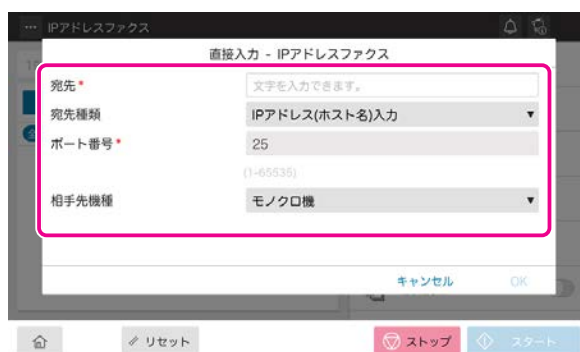 IPアドレスファクス
直接入力 - IPアドレスファクス
宛先*
文字を入力できます。
宛先種類
IPアドレス(ホスト名)入力
ポート番号*
25
(1-65535)
相手先機種
モノクロ機
キャンセル
OK
リセット
ストップ
スタート